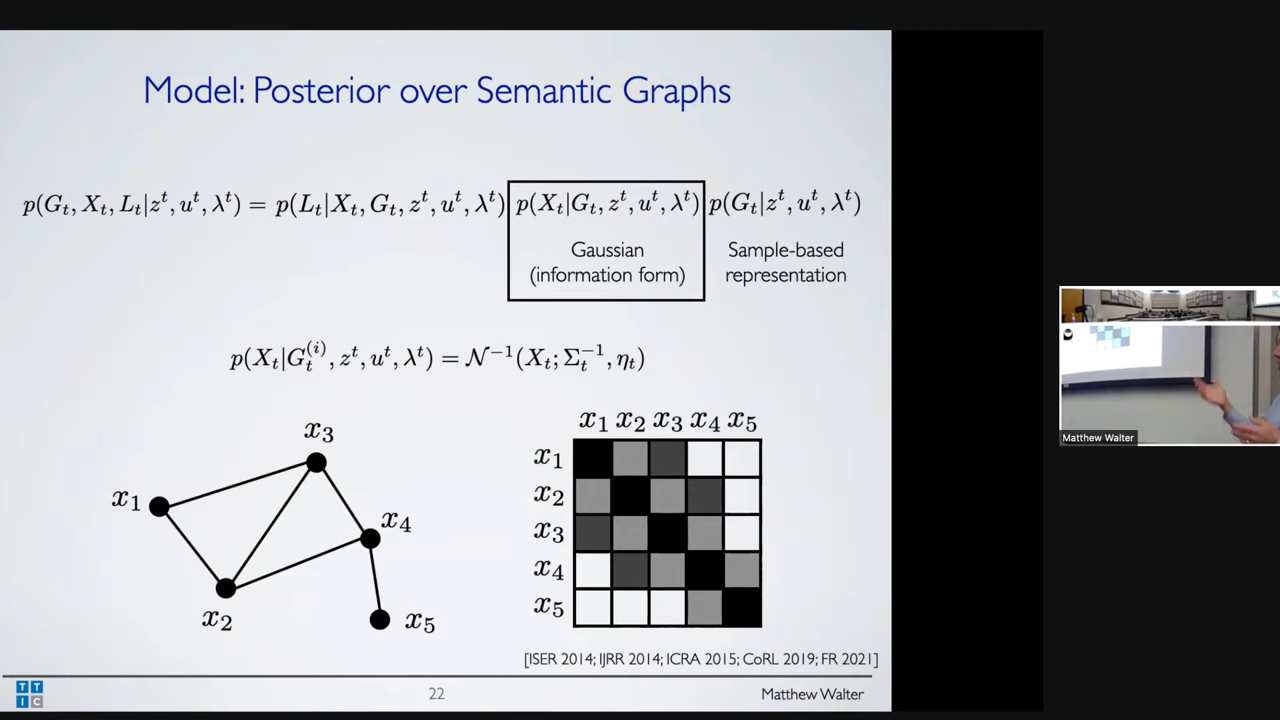 Model: Posterior over Semantic Graphs
p(G_t, X_t, L_t|z^t, u^t, λ^t) = p(L_t|X_t, G_t, z^t, u^t, λ^t) p(X_t|G_t, z^t, u^t, λ^t) p(G_t|z^t, u^t, λ^t)
Gaussian
(information form)
Sample-based
representation
p(X_t|G_t^{(i)}, z^t, u^t, λ^t) = 𝒩^{-1}(X_t; Σ_t^{-1}, η_t)
x_3
x_1
x_4
x_2
x_5
x_1 x_2 x_3 x_4 x_5
x_1
x_2
x_3
x_4
x_5
[ISER 2014; IJRR 2014; ICRA 2015; CoRL 2019; FR 2021]
T T
I C
22
Matthew Walter
Matthew Walter